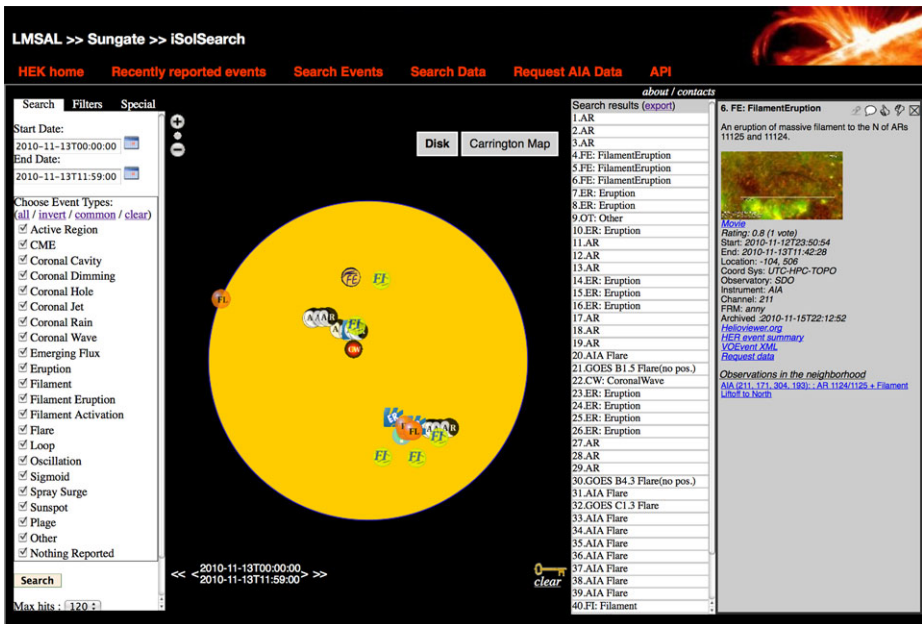 LMSAL >> Sungate >> iSolSearch
HEK home Recently reported events Search Events Search Data Request AIA Data API
about / contacts
Search Filters Special
Start Date:
2010-11-13T00:00:00
End Date:
2010-11-13T11:59:00
Choose Event Types:
(all / invert / common / clear)
Active Region
CME
Coronal Cavity
Coronal Dimming
Coronal Hole
Coronal Jet
Coronal Rain
Coronal Wave
Emerging Flux
Eruption
Filament
Filament Eruption
Filament Activation
Flare
Loop
Oscillation
Sigmoid
Spray Surge
Sunspot
Plage
Other
Nothing Reported
Search
Max hits : 120
Disk Carrington Map
FE FI
FL
A A A R
A FI
CW
FL A A R
FI
FI FI
<< < 2010-11-13T00:00:00
2010-11-13T11:59:00 > >>
clear
Search results (export)
1.AR
2.AR
3.AR
4.FE: FilamentEruption
5.FE: FilamentEruption
6.FE: FilamentEruption
7.ER: Eruption
8.ER: Eruption
9.OT: Other
10.ER: Eruption
11.AR
12.AR
13.AR
14.ER: Eruption
15.ER: Eruption
16.ER: Eruption
17.AR
18.AR
19.AR
20.AIA Flare
21.GOES B1.5 Flare(no pos.)
22.CW: CoronalWave
23.ER: Eruption
24.ER: Eruption
25.ER: Eruption
26.ER: Eruption
27.AR
28.AR
29.AR
30.GOES B4.3 Flare(no pos.)
31.AIA Flare
32.GOES C1.3 Flare
33.AIA Flare
34.AIA Flare
35.AIA Flare
36.AIA Flare
37.AIA Flare
38.AIA Flare
39.AIA Flare
40.FI: Filament
6. FE: FilamentEruption
An eruption of massive filament to the N of ARs
11125 and 11124.
Movie
Rating: 0.8 (1 vote)
Start: 2010-11-12T23:50:54
End: 2010-11-13T11:42:28
Location: -104, 506
Coord Sys: UTC-HPC-TOPO
Observatory: SDO
Instrument: AIA
Channel: 211
FRM: anny
Archived :2010-11-15T22:12:52
Helioviewer.org
HER event summary
VOEvent XML
Request data
Observations in the neighborhood
AIA (211, 171, 304, 193): ; AR 1124/1125 + Filament
Liftoff to North